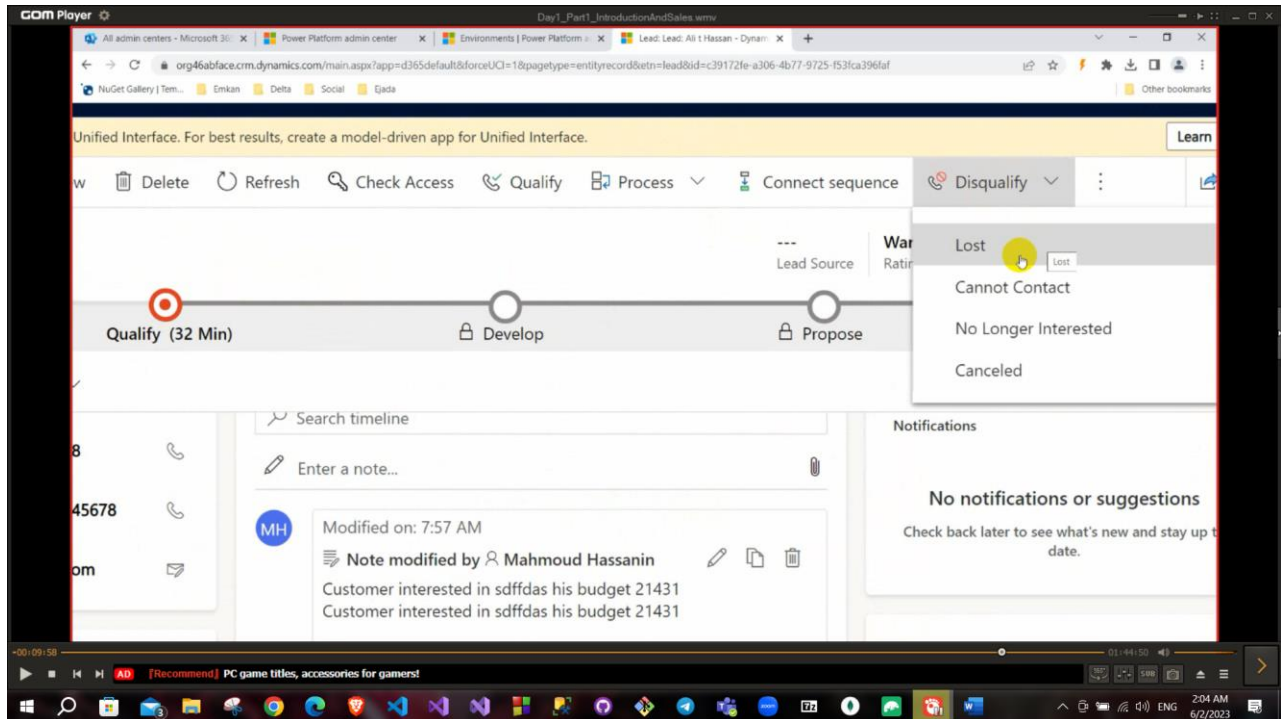 GOM Player
Day1_Part1_IntroductionAndSales.wmv
All admin centers - Microsoft 36
Power Platform admin center
Environments | Power Platform a
Lead: Lead: Ali t Hassan - Dynam
org46abface.crm.dynamics.com/main.aspx?app=d365default&forceUCI=1&pagetype=entityrecord&etn=lead&id=c39172fe-a306-4b77-9725-f53fca396faf
NuGet Gallery | Tem...
Emkan
Delta
Social
Ejada
Other bookmarks
Unified Interface. For best results, create a model-driven app for Unified Interface.
Learn
w
Delete
Refresh
Check Access
Qualify
Process
Connect sequence
Disqualify
---
Lead Source
War
Ratin
Lost
Lost
Cannot Contact
No Longer Interested
Canceled
Qualify (32 Min)
Develop
Propose
Search timeline
Notifications
8
Enter a note...
45678
No notifications or suggestions
Check back later to see what's new and stay up t
date.
MH
Modified on: 7:57 AM
Note modified by Mahmoud Hassanin
om
Customer interested in sdffdas his budget 21431
Customer interested in sdffdas his budget 21431
-00:09:58
01:44:50
AD
[Recommend] PC game titles, accessories for gamers!
360°
SUB
3
zoom
ENG
2:04 AM
6/2/2023